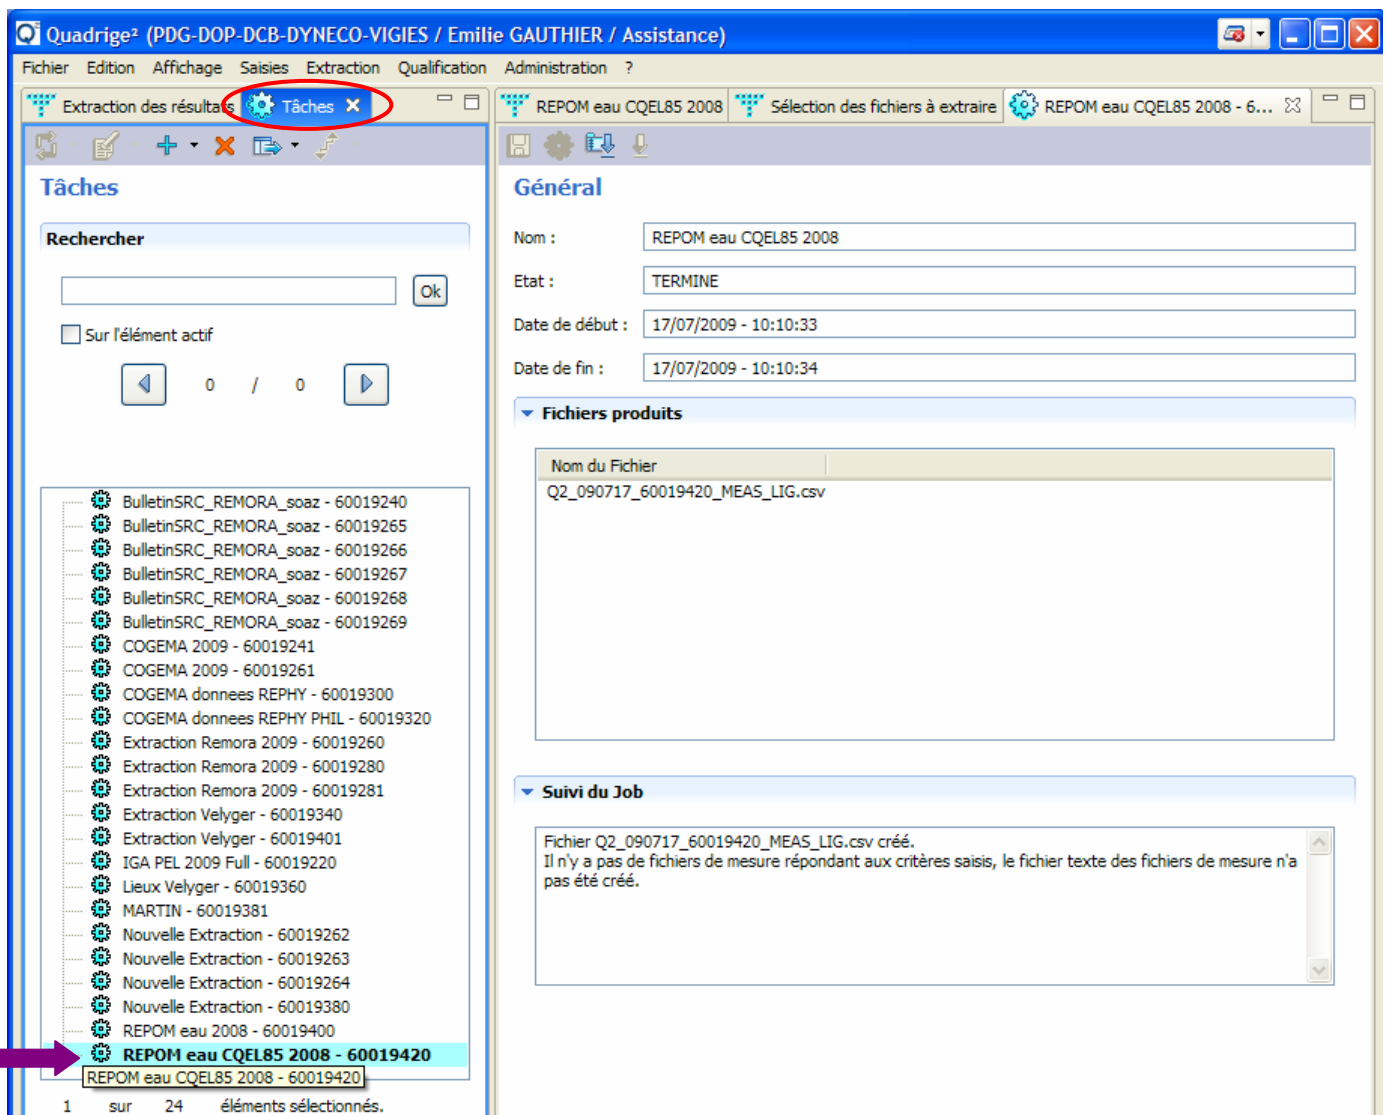 Quadrige² (PDG-DOP-DCB-DYNECO-VIGIES / Emilie GAUTHIER / Assistance)
Fichier Edition Affichage Saisies Extraction Qualification Administration ?
Extraction des résultats Tâches
Tâches
Rechercher
Ok
Sur l'élément actif
0 / 0
BulletinSRC_REMORA_soaz - 60019240
BulletinSRC_REMORA_soaz - 60019265
BulletinSRC_REMORA_soaz - 60019266
BulletinSRC_REMORA_soaz - 60019267
BulletinSRC_REMORA_soaz - 60019268
BulletinSRC_REMORA_soaz - 60019269
COGEMA 2009 - 60019241
COGEMA 2009 - 60019261
COGEMA donnees REPHY - 60019300
COGEMA donnees REPHY PHIL - 60019320
Extraction Remora 2009 - 60019260
Extraction Remora 2009 - 60019280
Extraction Remora 2009 - 60019281
Extraction Velyger - 60019340
Extraction Velyger - 60019401
IGA PEL 2009 Full - 60019220
Lieux Velyger - 60019360
MARTIN - 60019381
Nouvelle Extraction - 60019262
Nouvelle Extraction - 60019263
Nouvelle Extraction - 60019264
Nouvelle Extraction - 60019380
REPOM eau 2008 - 60019400
REPOM eau CQEL85 2008 - 60019420
REPOM eau CQEL85 2008 - 60019420
1 sur 24 éléments sélectionnés.
REPOM eau CQEL85 2008 Sélection des fichiers à extraire REPOM eau CQEL85 2008 - 6...
Général
Nom : REPOM eau CQEL85 2008
Etat : TERMINE
Date de début : 17/07/2009 - 10:10:33
Date de fin : 17/07/2009 - 10:10:34
Fichiers produits
Nom du Fichier
Q2_090717_60019420_MEAS_LIG.csv
Suivi du Job
Fichier Q2_090717_60019420_MEAS_LIG.csv créé.
Il n'y a pas de fichiers de mesure répondant aux critères saisis, le fichier texte des fichiers de mesure n'a
pas été créé.